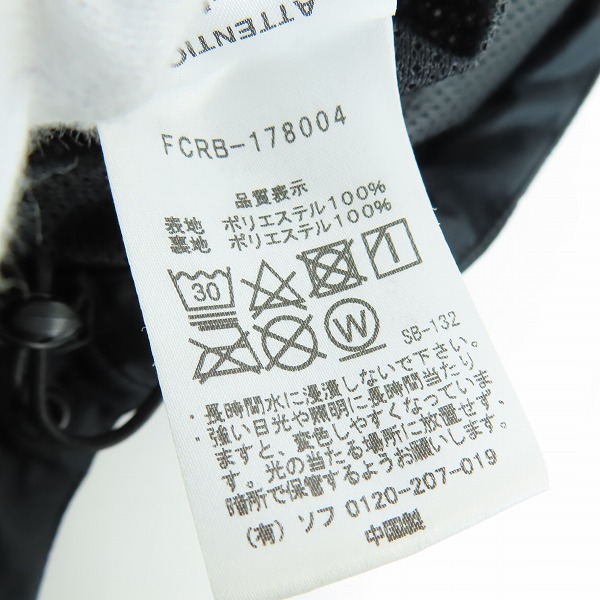 ATTENTIO
FCRB-178004
品質表示
表地 ポリエステル100%
裏地 ポリエステル100%
30
W
SB-132
・長時間水に浸漬しないで下さい。
・強い日光や照明に長時間当たり
ますと、変色しやすくなっていま
す。光の当たる場所に放置せず、
暗所で保管するようお願いします。
(有) ソフ 0120-207-019
中国製